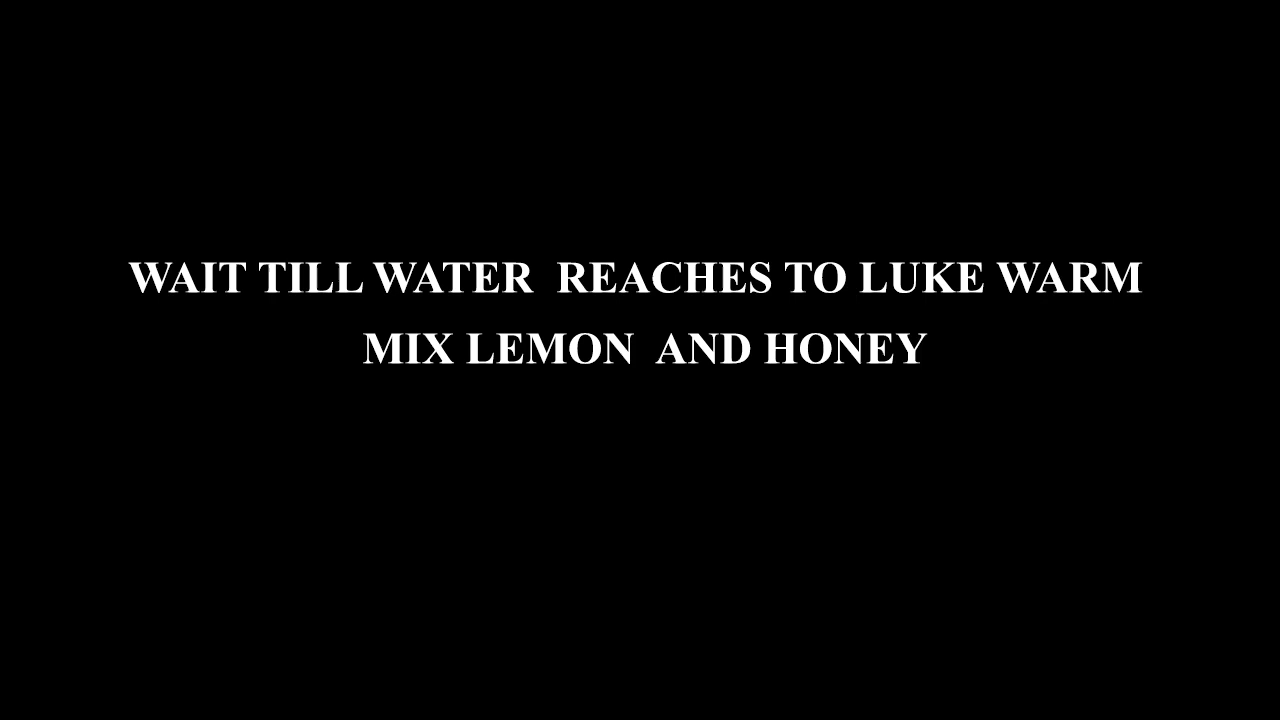 WAIT TILL WATER  REACHES TO LUKE WARM
MIX LEMON  AND HONEY